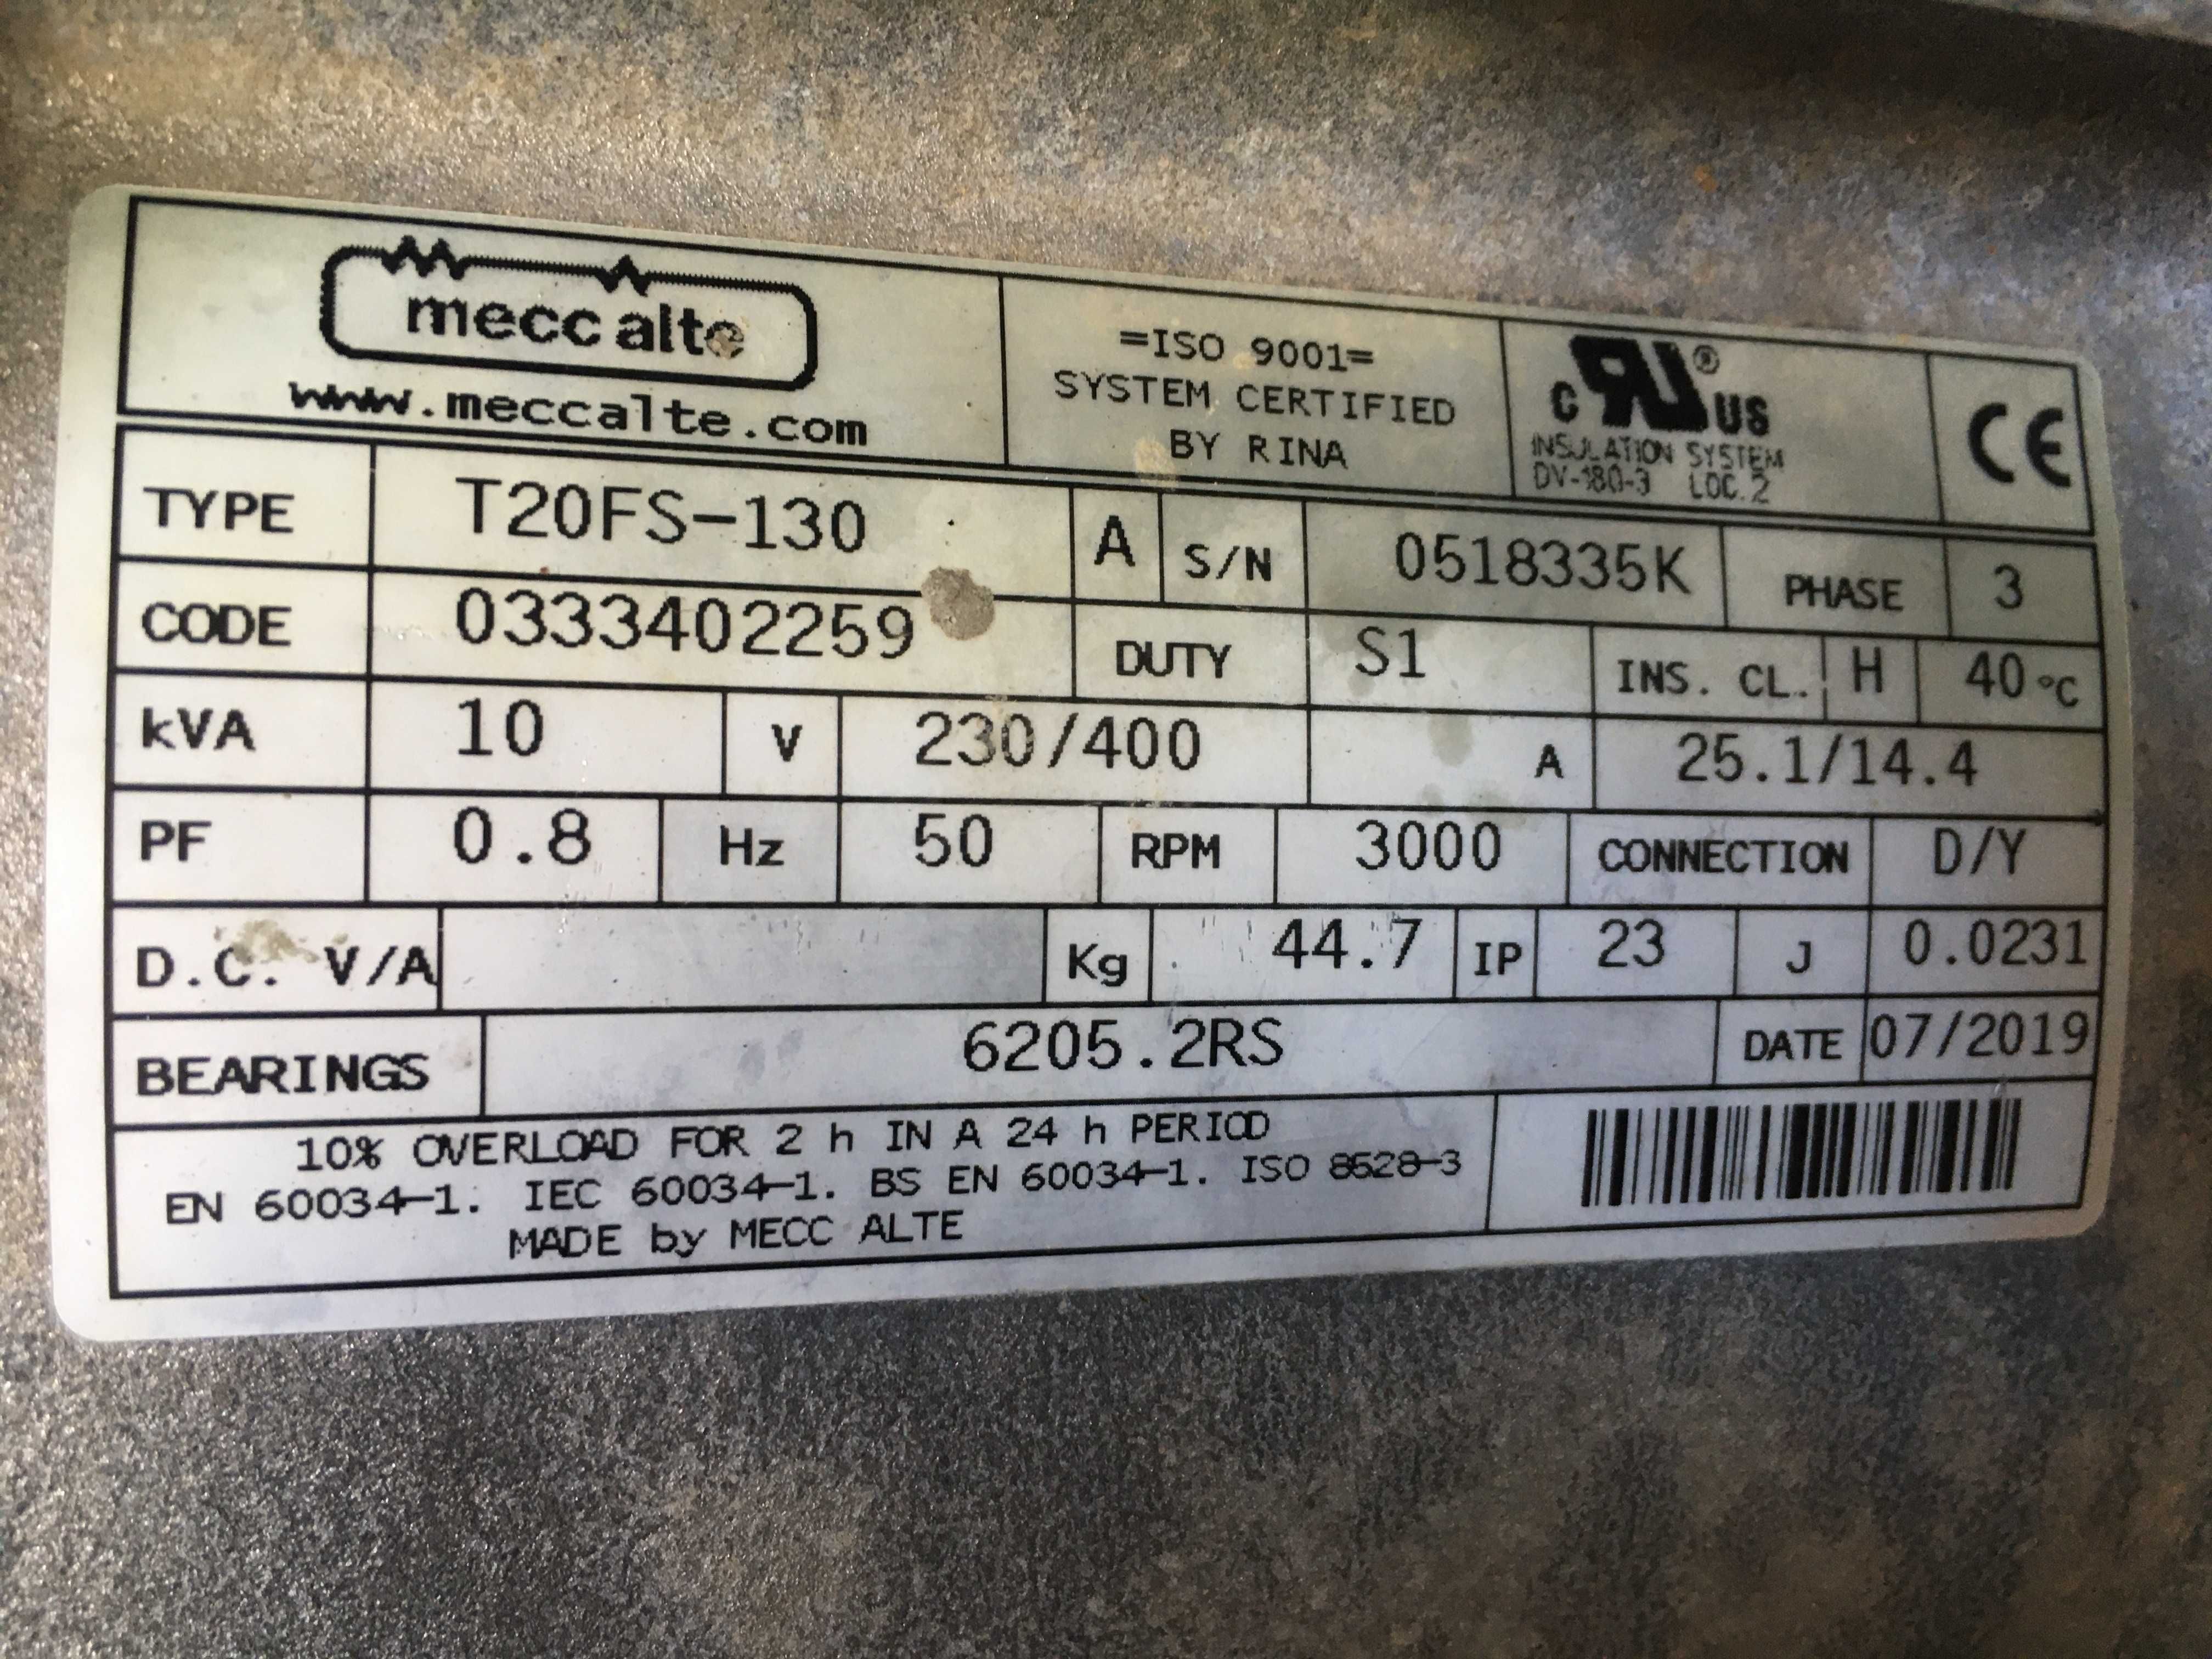 mecc alte
www.meccalte.com
=ISO 9001=
SYSTEM CERTIFIED
BY RINA
c RU ® US
INSULATION SYSTEM
DV-180-3 LOC.2
CE
TYPE T20FS-130 A S/N 0518335K PHASE 3
CODE 0333402259 DUTY S1 INS. CL. H 40 °C
kVA 10 V 230/400 A 25.1/14.4
PF 0.8 Hz 50 RPM 3000 CONNECTION D/Y
D.C. V/A Kg 44.7 IP 23 J 0.0231
BEARINGS 6205.2RS DATE 07/2019
10% OVERLOAD FOR 2 h IN A 24 h PERIOD
EN 60034-1. IEC 60034-1. BS EN 60034-1. ISO 8528-3
MADE by MECC ALTE